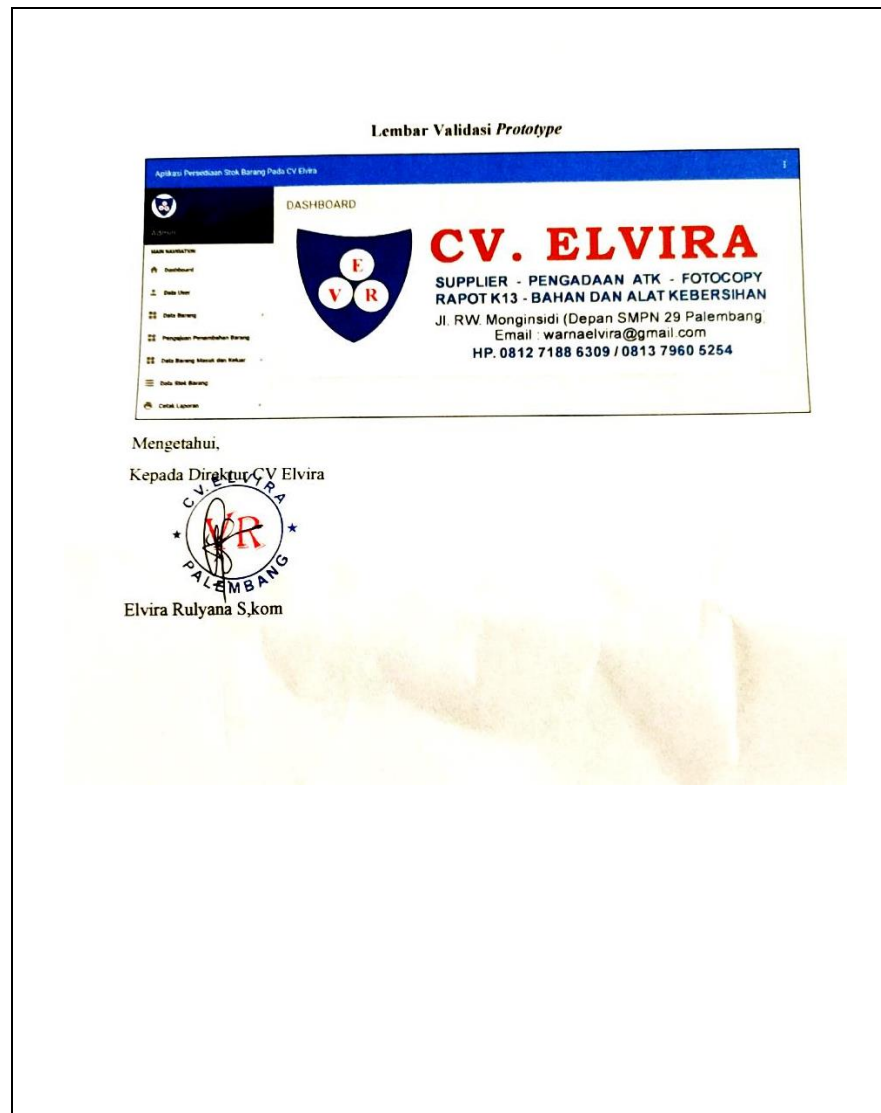 Lembar Validasi Prototype
Aplikasi Persediaan Stok Barang Pada CV Elvira
Admin
MAIN NAVIGATION
Dashboard
Data User
Data Barang
Pengajuan Penambahan Barang
Data Barang Masuk dan Keluar
Data Stok Barang
Cetak Laporan
DASHBOARD
E
V R
CV. ELVIRA
SUPPLIER - PENGADAAN ATK - FOTOCOPY
RAPOT K13 - BAHAN DAN ALAT KEBERSIHAN
Jl. RW. Monginsidi (Depan SMPN 29 Palembang)
Email : warnaelvira@gmail.com
HP. 0812 7188 6309 / 0813 7960 5254
Mengetahui,
Kepada Direktur CV Elvira
CV. ELVIRA
VR
PALEMBANG
Elvira Rulyana S,kom